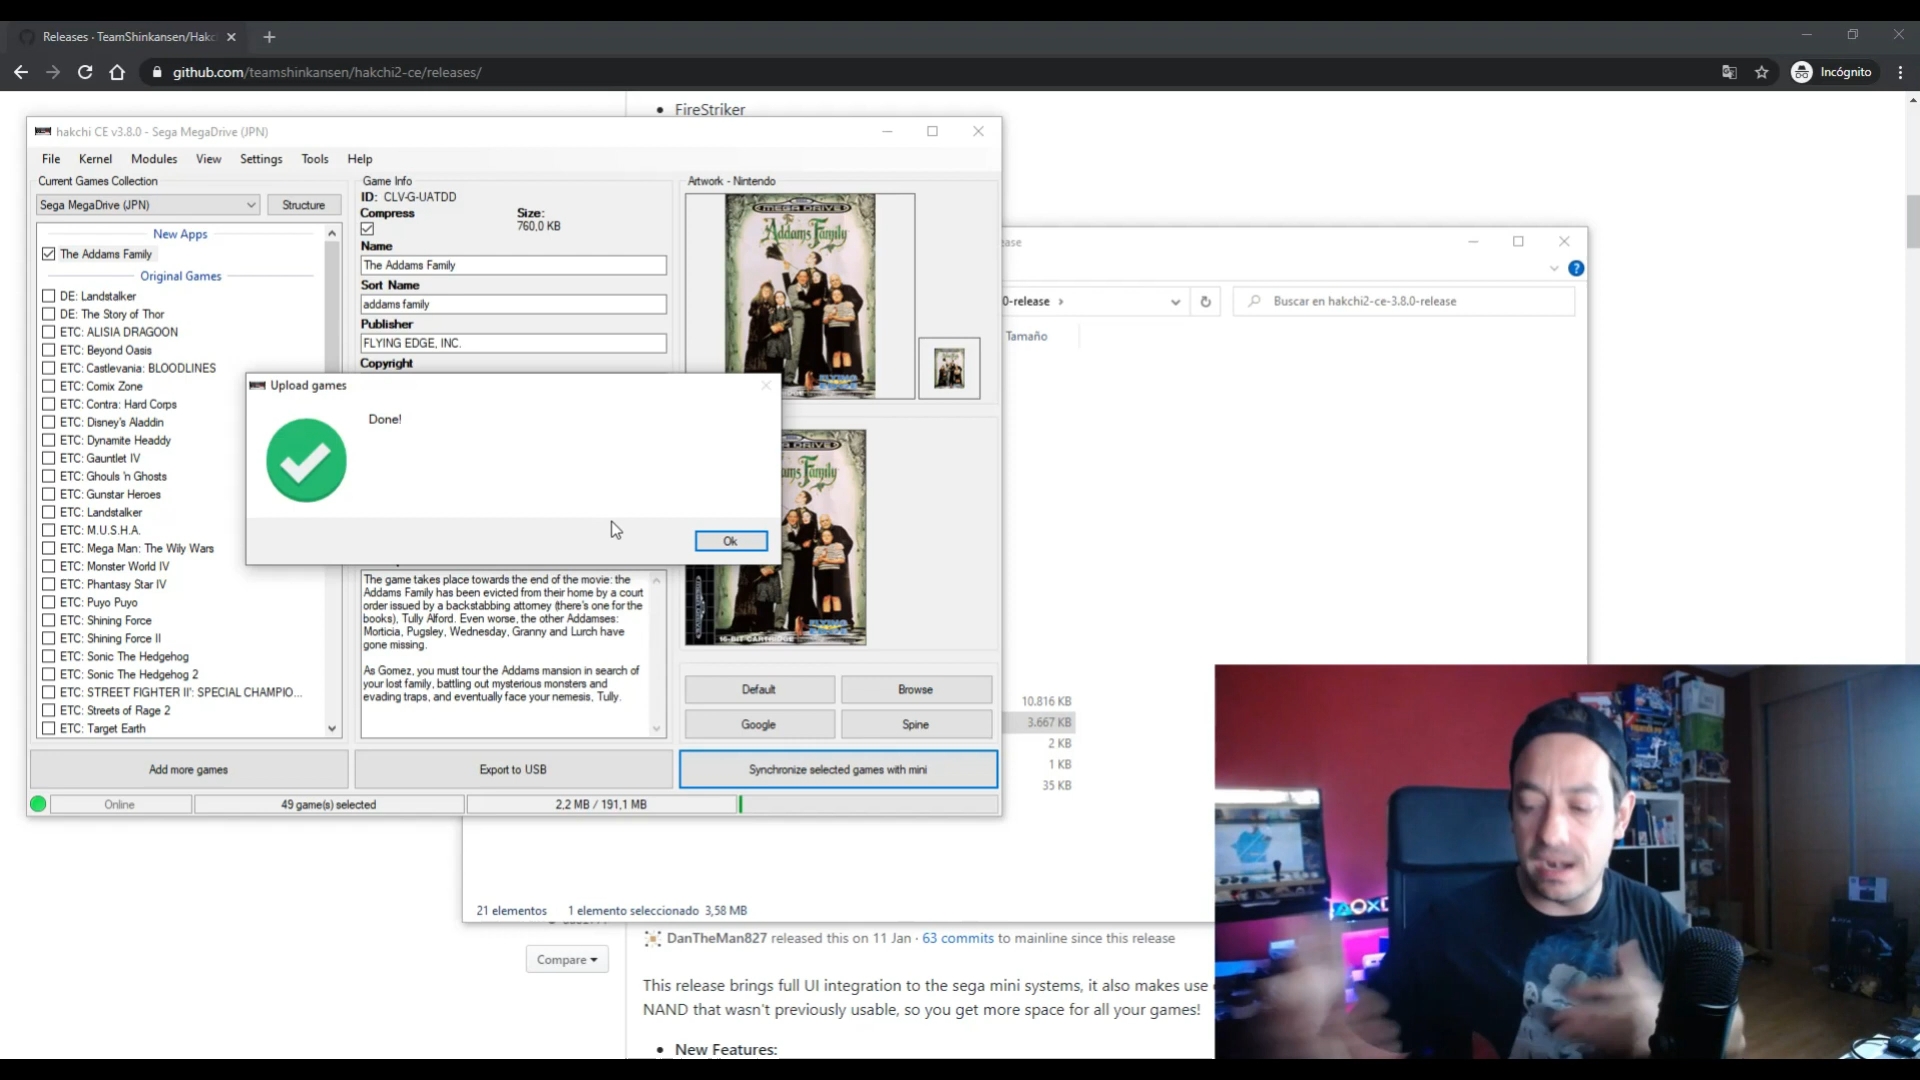 Releases · TeamShinkansen/Hakc
github.com/teamshinkansen/hakchi2-ce/releases/
Incógnito
FireStriker
hakchi CE v3.8.0 - Sega MegaDrive (JPN)
File Kernel Modules View Settings Tools Help
Current Games Collection
Sega MegaDrive (JPN)
Structure
New Apps
The Addams Family
Original Games
DE: Landstalker
DE: The Story of Thor
ETC: ALISIA DRAGOON
ETC: Beyond Oasis
ETC: Castlevania: BLOODLINES
ETC: Comix Zone
ETC: Contra: Hard Corps
ETC: Disney's Aladdin
ETC: Dynamite Headdy
ETC: Gauntlet IV
ETC: Ghouls 'n Ghosts
ETC: Gunstar Heroes
ETC: Landstalker
ETC: M.U.S.H.A.
ETC: Mega Man: The Wily Wars
ETC: Monster World IV
ETC: Phantasy Star IV
ETC: Puyo Puyo
ETC: Shining Force
ETC: Shining Force II
ETC: Sonic The Hedgehog
ETC: Sonic The Hedgehog 2
ETC: STREET FIGHTER II': SPECIAL CHAMPIO...
ETC: Streets of Rage 2
ETC: Target Earth
Game Info
ID: CLV-G-UATDD
Compress
Size:
760,0 KB
Name
The Addams Family
Sort Name
addams family
Publisher
FLYING EDGE, INC.
Copyright
Upload games
Done!
Ok
The game takes place towards the end of the movie: the
Addams Family has been evicted from their home by a court
order issued by a backstabbing attorney (there's one for the
books), Tully Alford. Even worse, the other Addamses:
Morticia, Pugsley, Wednesday, Granny and Lurch have
gone missing.
As Gomez, you must tour the Addams mansion in search of
your lost family, battling out mysterious monsters and
evading traps, and eventually face your nemesis, Tully.
Artwork - Nintendo
MEGA DRIVE
The Addams Family
FLYING EDGE
DRIVE
ams Family
16-BIT CARTRIDGE
FLYING EDGE
Default
Browse
Google
Spine
Add more games
Export to USB
Synchronize selected games with mini
Online
49 game(s) selected
2,2 MB / 191,1 MB
ease
0-release
Buscar en hakchi2-ce-3.8.0-release
Tamaño
10.816 KB
3.667 KB
2 KB
1 KB
35 KB
21 elementos 1 elemento seleccionado 3,58 MB
Compare
DanTheMan827 released this on 11 Jan · 63 commits to mainline since this release
This release brings full UI integration to the sega mini systems, it also makes use
NAND that wasn't previously usable, so you get more space for all your games!
New Features: